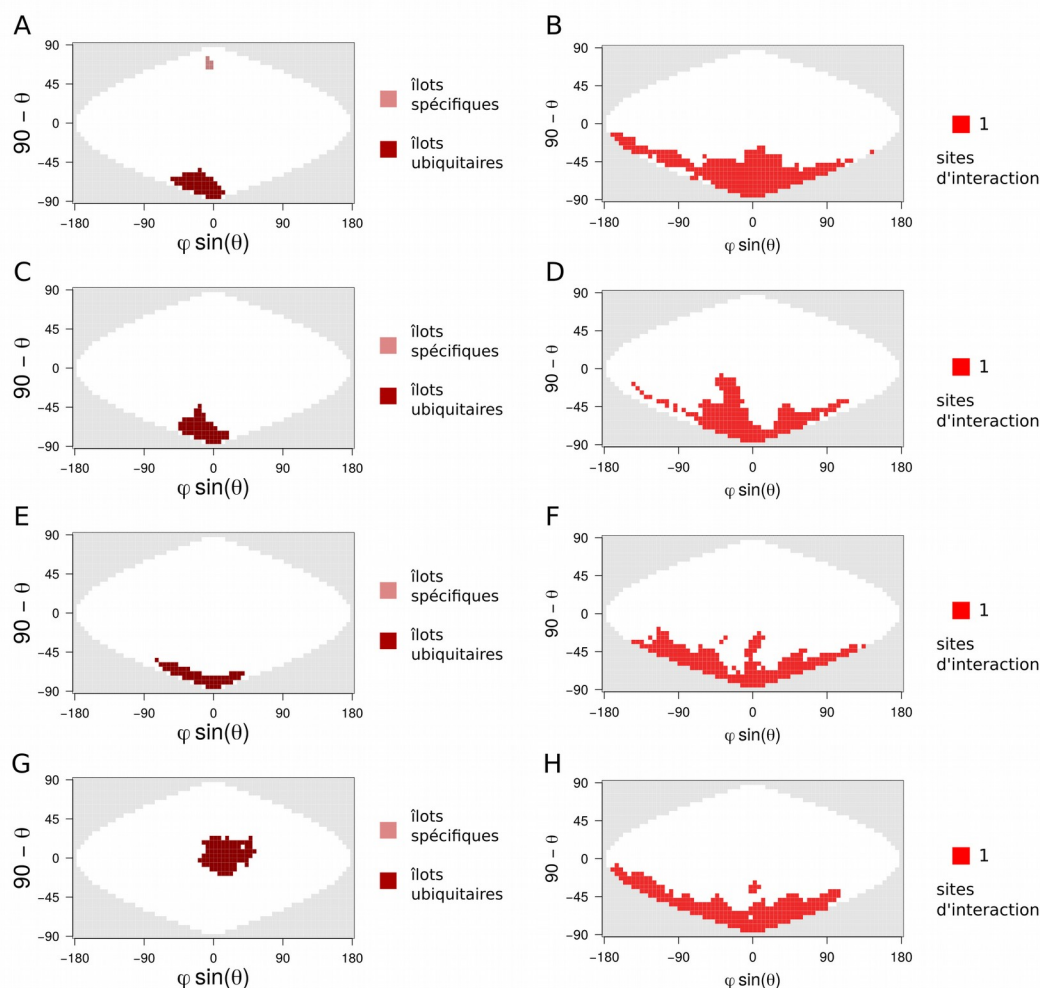 A
90
45
0
−45
−90
90 − θ
−180
−90
0
90
180
φ sin(θ)
îlots
spécifiques
îlots
ubiquitaires
B
90
45
0
−45
−90
90 − θ
−180
−90
0
90
180
φ sin(θ)
1
sites
d'interaction
C
90
45
0
−45
−90
90 − θ
−180
−90
0
90
180
φ sin(θ)
îlots
spécifiques
îlots
ubiquitaires
D
90
45
0
−45
−90
90 − θ
−180
−90
0
90
180
φ sin(θ)
1
sites
d'interaction
E
90
45
0
−45
−90
90 − θ
−180
−90
0
90
180
φ sin(θ)
îlots
spécifiques
îlots
ubiquitaires
F
90
45
0
−45
−90
90 − θ
−180
−90
0
90
180
φ sin(θ)
1
sites
d'interaction
G
90
45
0
−45
−90
90 − θ
−180
−90
0
90
180
φ sin(θ)
îlots
spécifiques
îlots
ubiquitaires
H
90
45
0
−45
−90
90 − θ
−180
−90
0
90
180
φ sin(θ)
1
sites
d'interaction